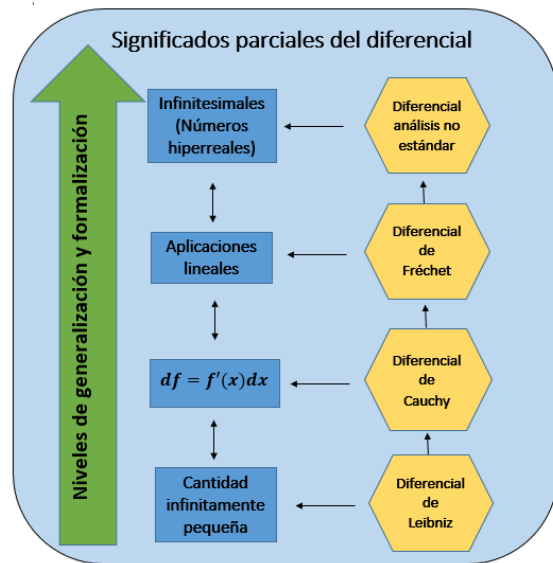 Significados parciales del diferencial
Niveles de generalización y formalización
Infinitesimales
(Números
hiperreales)
Diferencial
análisis no
estándar
Aplicaciones
lineales
Diferencial
de
Fréchet
df = f'(x)dx
Diferencial
de
Cauchy
Cantidad
infinitamente
pequeña
Diferencial
de
Leibniz